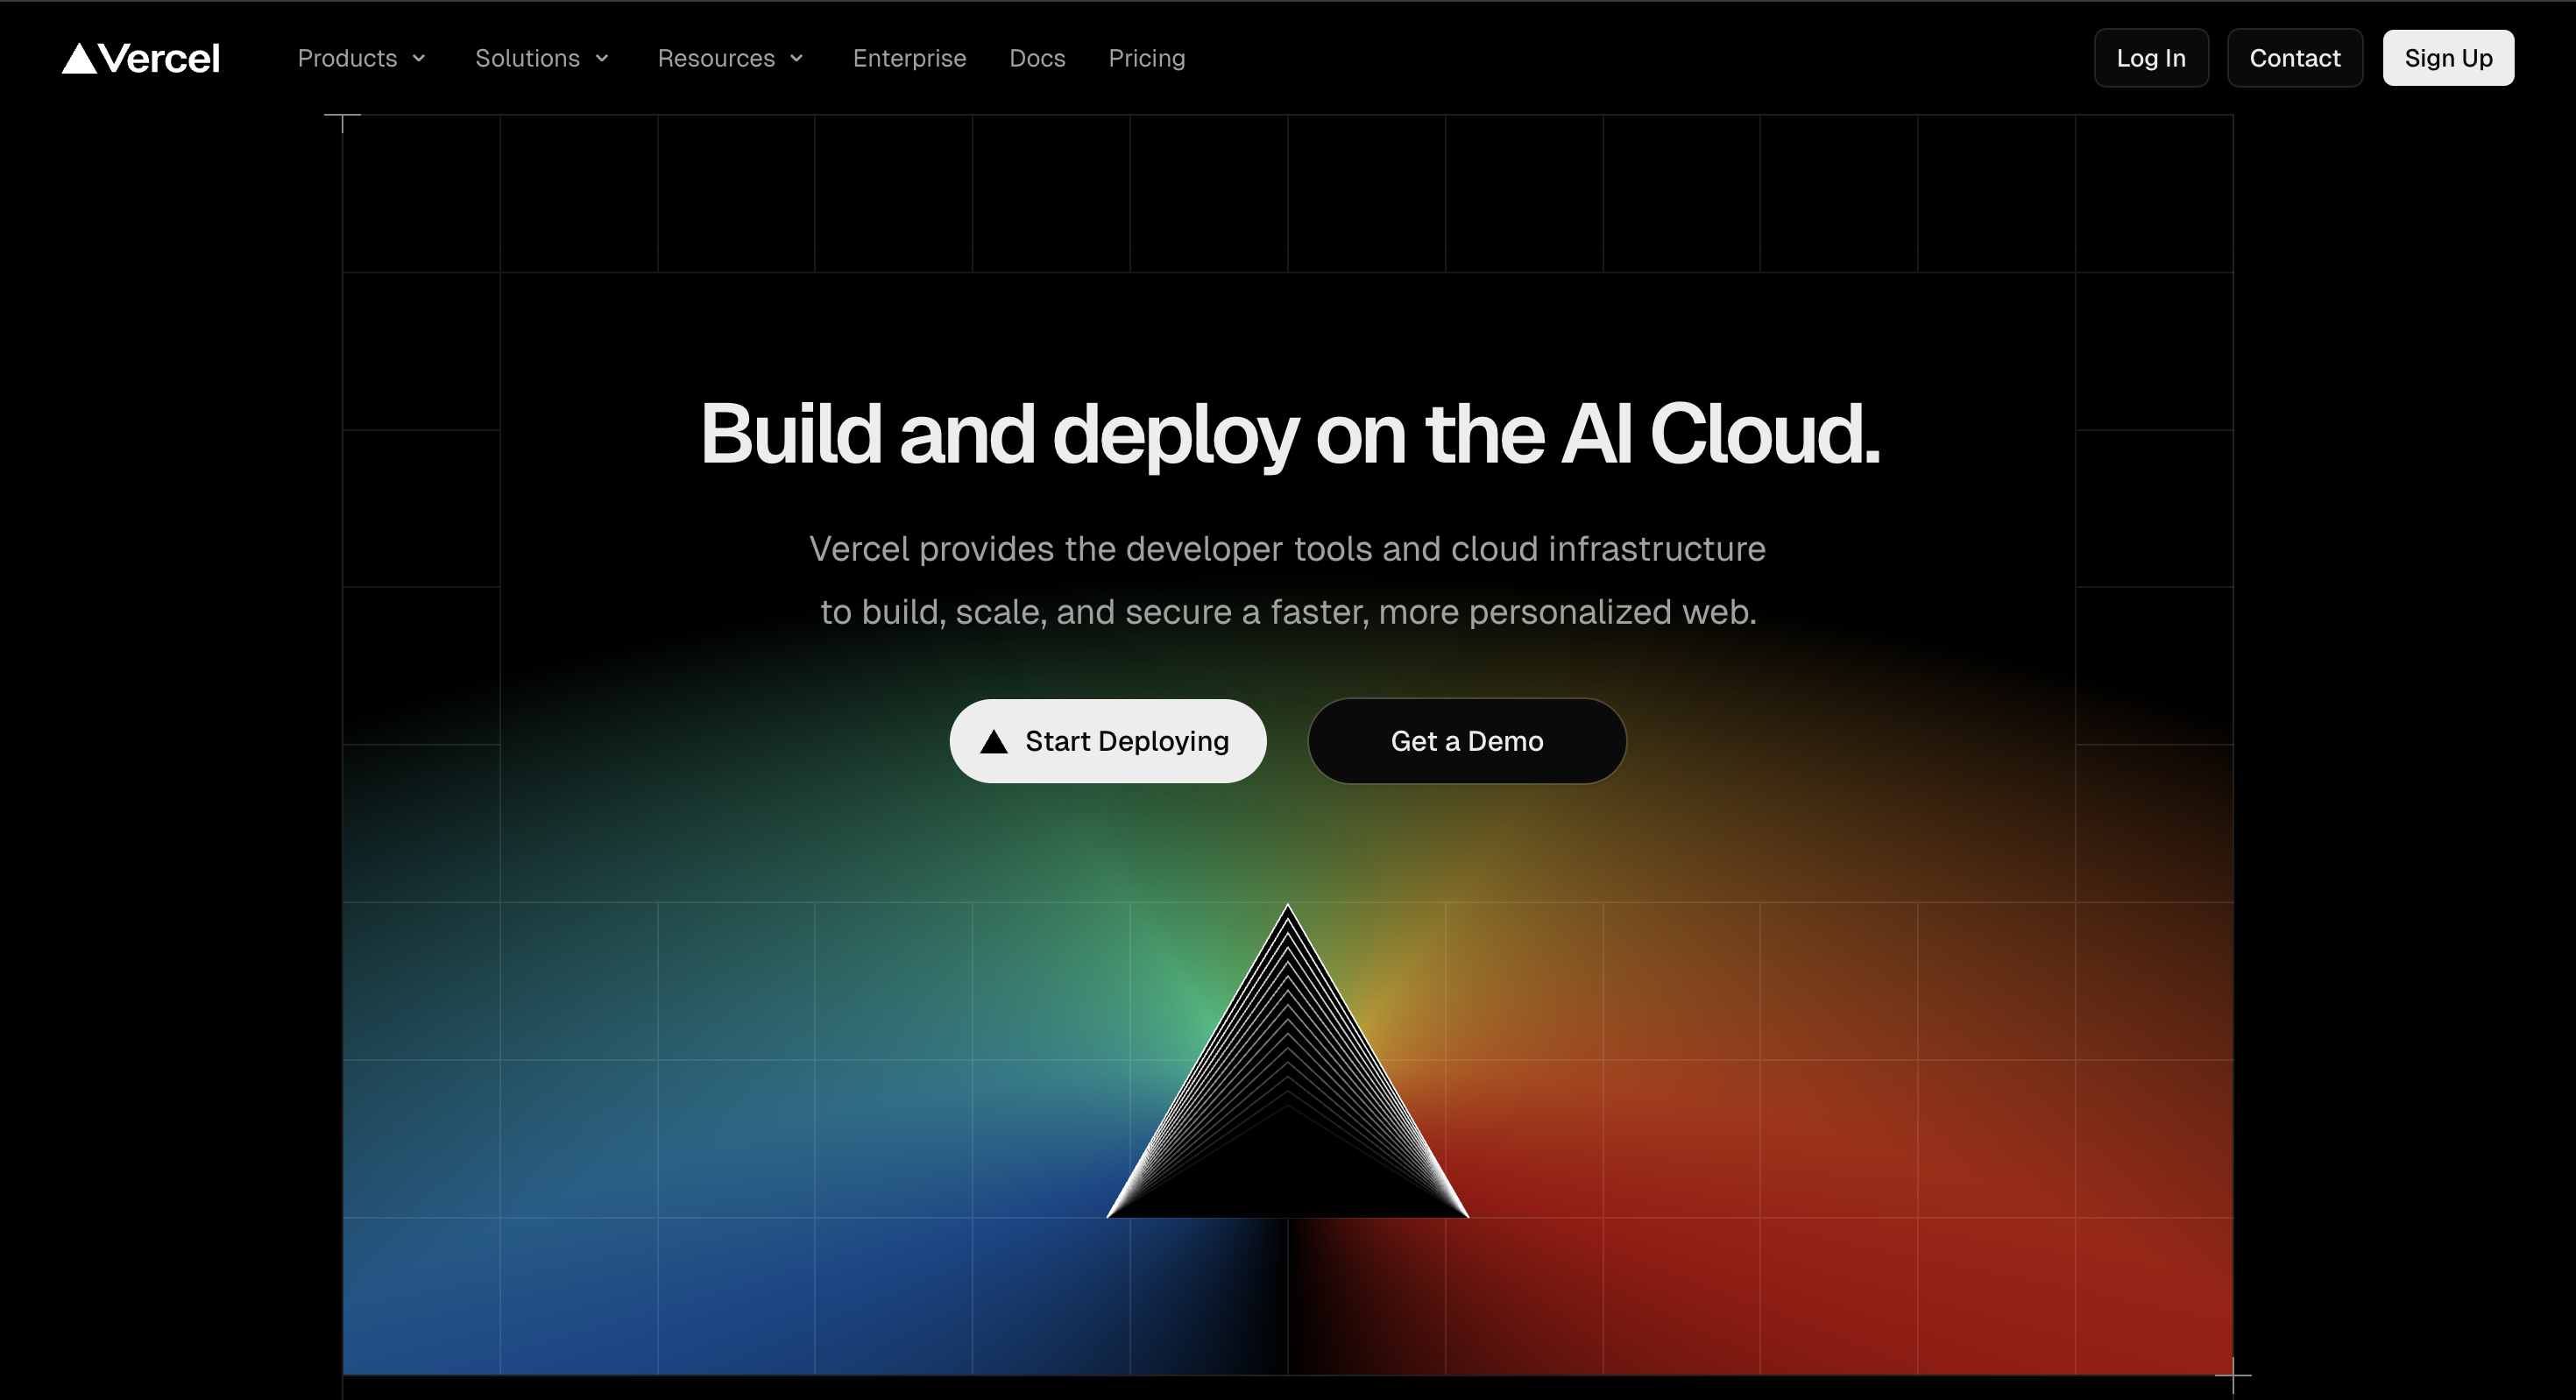 Vercel
Products
Solutions
Resources
Enterprise
Docs
Pricing
Log In
Contact
Sign Up
Build and deploy on the AI Cloud.
Vercel provides the developer tools and cloud infrastructure
to build, scale, and secure a faster, more personalized web.
Start Deploying
Get a Demo